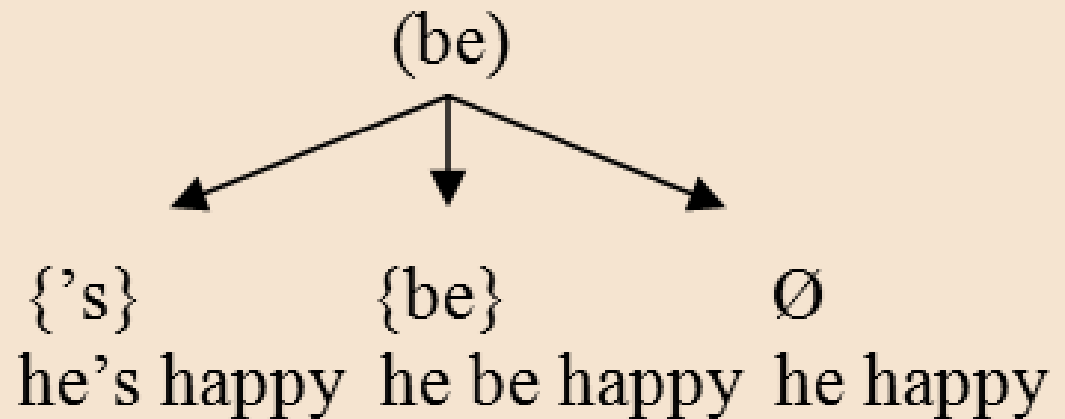 (be)
{’s} {be} Ø
he’s happy he be happy he happy